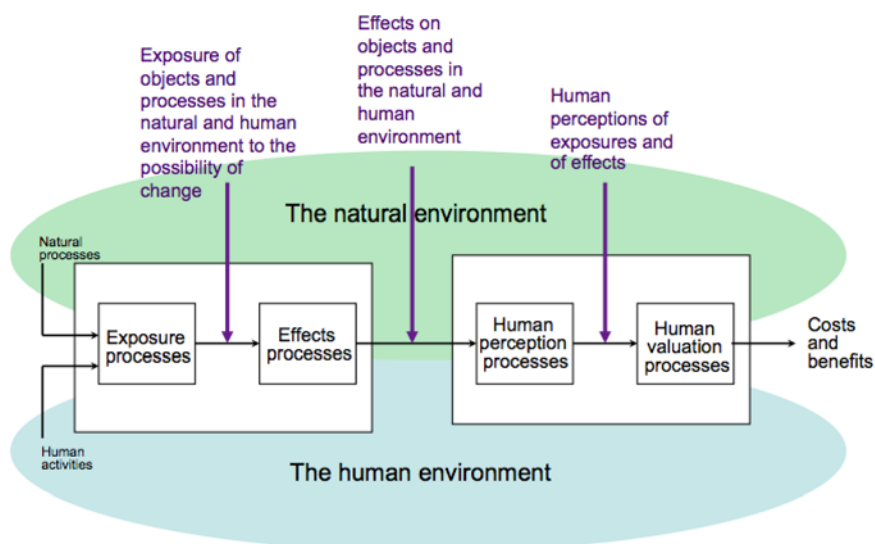 Exposure of
objects and
processes in the
natural and human
environment to the
possibility of
change
Effects on
objects and
processes in
the natural and
human
environment
Human
perceptions of
exposures and
of effects
The natural environment
Natural
processes
Exposure
processes
Effects
processes
Human
perception
processes
Human
valuation
processes
Costs
and
benefits
Human
activities
The human environment